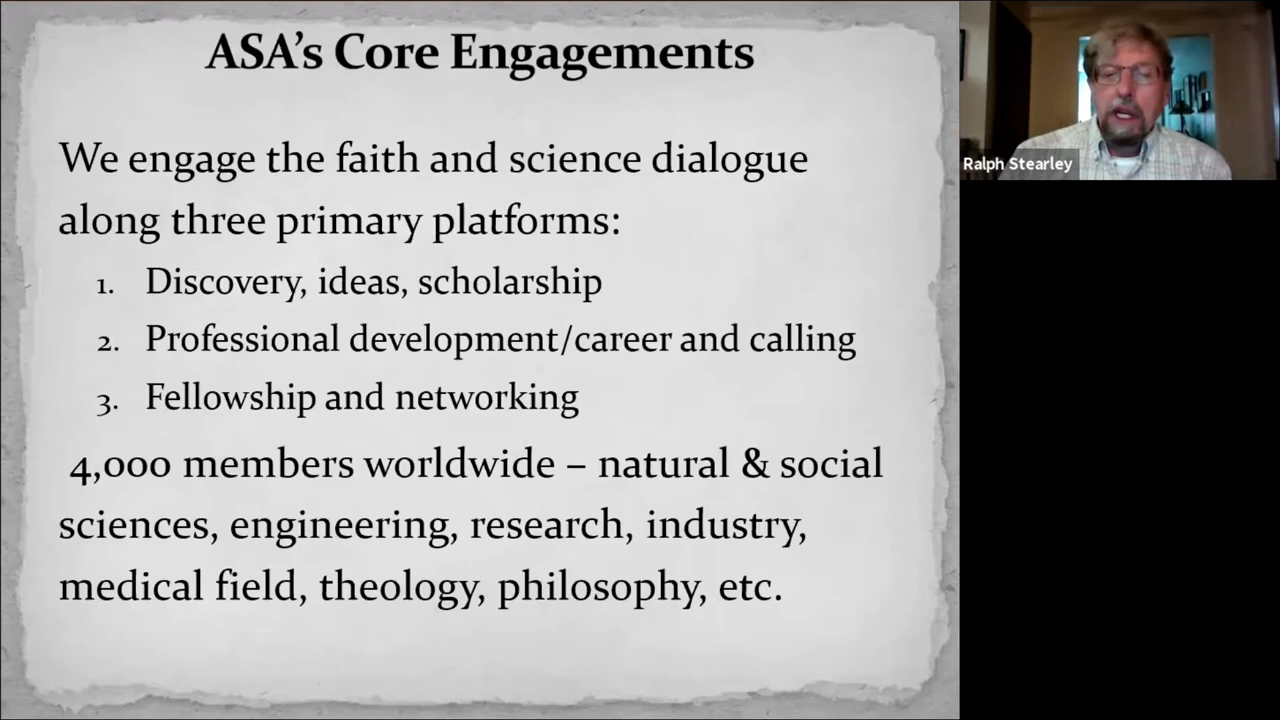 ASA's Core Engagements
We engage the faith and science dialogue
along three primary platforms:
1. Discovery, ideas, scholarship
2. Professional development/career and calling
3. Fellowship and networking
4,000 members worldwide – natural & social
sciences, engineering, research, industry,
medical field, theology, philosophy, etc.
Ralph Stearley